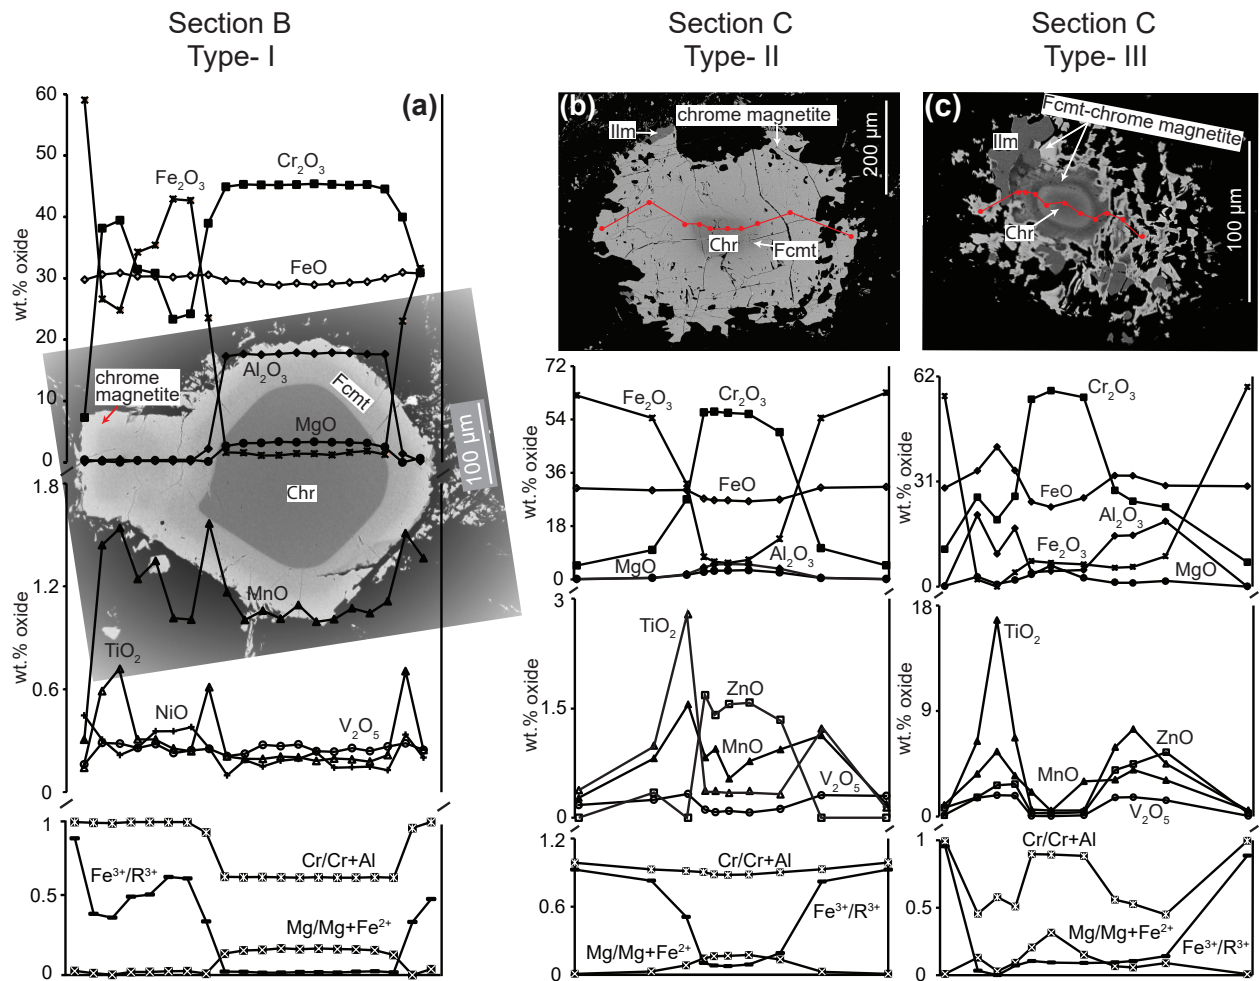 Section B
Type- I
Section C
Type- II
Section C
Type- III
(a)
60
50
40
30
20
10
0
1.8
1.2
0.6
0
1
0.5
0
wt.% oxide
wt.% oxide
Fe₂O₃
Cr₂O₃
FeO
Al₂O₃
MgO
chrome
magnetite
Fcmt
Chr
100 µm
MnO
TiO₂
NiO
V₂O₅
Cr/Cr+Al
Fe³⁺/R³⁺
Mg/Mg+Fe²⁺
(b)
Ilm
chrome magnetite
200 µm
Chr
Fcmt
72
54
36
18
0
3
1.5
0
1.2
0.6
0
wt.% oxide
wt.% oxide
Fe₂O₃
Cr₂O₃
FeO
MgO
Al₂O₃
TiO₂
ZnO
MnO
V₂O₅
Cr/Cr+Al
Fe³⁺/R³⁺
Mg/Mg+Fe²⁺
(c)
Fcmt-chrome magnetite
Ilm
Chr
100 µm
62
31
0
18
9
0
1
0.5
0
wt.% oxide
wt.% oxide
Cr₂O₃
FeO
Al₂O₃
Fe₂O₃
MgO
TiO₂
ZnO
MnO
V₂O₅
Cr/Cr+Al
Mg/Mg+Fe²⁺
Fe³⁺/R³⁺